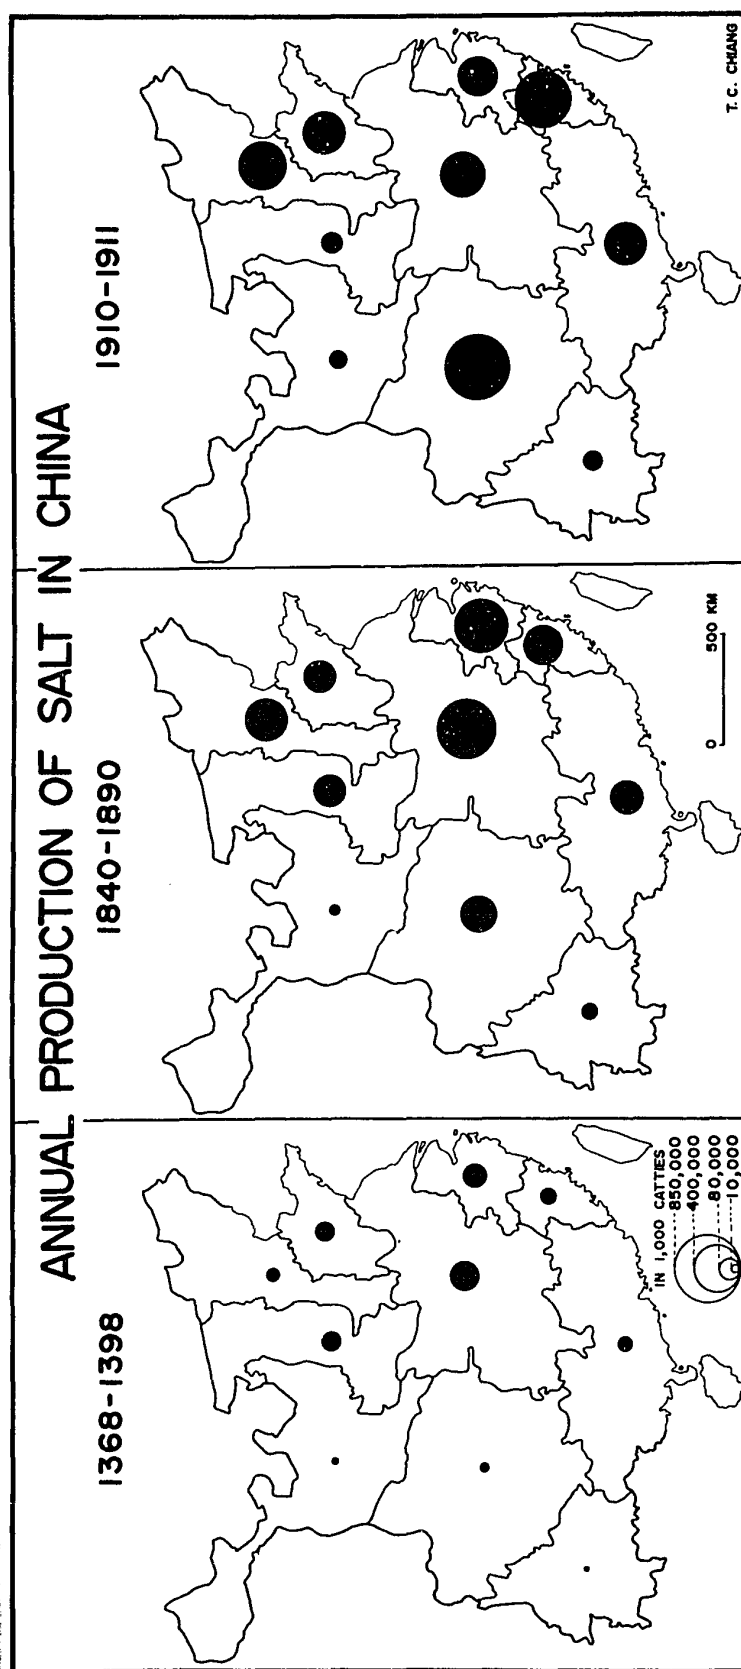 ANNUAL PRODUCTION OF SALT IN CHINA
1368-1398
1840-1890
1910-1911
IN 1,000 CATTIES
850,000
400,000
80,000
10,000
0 500 KM
T. C. CHIANG